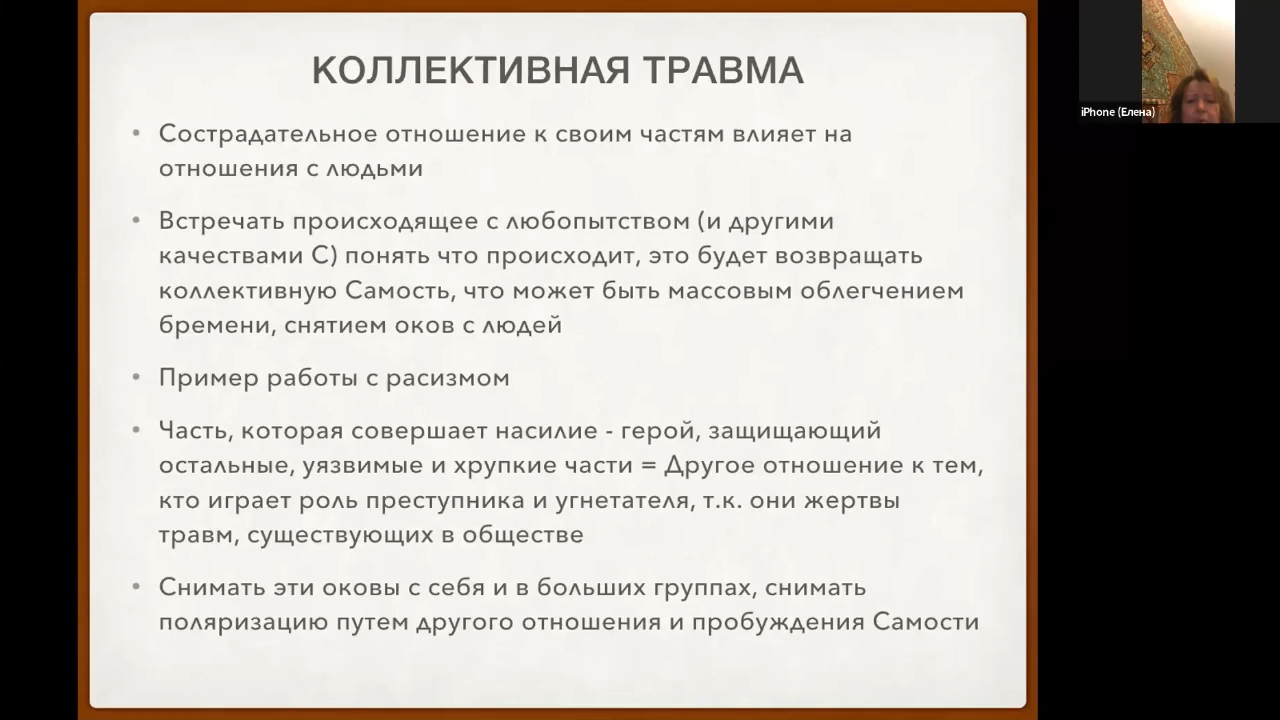 КОЛЛЕКТИВНАЯ ТРАВМА
• Сострадательное отношение к своим частям влияет на
отношения с людьми
• Встречать происходящее с любопытством (и другими
качествами С) понять что происходит, это будет возвращать
коллективную Самость, что может быть массовым облегчением
бремени, снятием оков с людей
• Пример работы с расизмом
• Часть, которая совершает насилие - герой, защищающий
остальные, уязвимые и хрупкие части = Другое отношение к тем,
кто играет роль преступника и угнетателя, т.к. они жертвы
травм, существующих в обществе
• Снимать эти оковы с себя и в больших группах, снимать
поляризацию путем другого отношения и пробуждения Самости
iPhone (Елена)